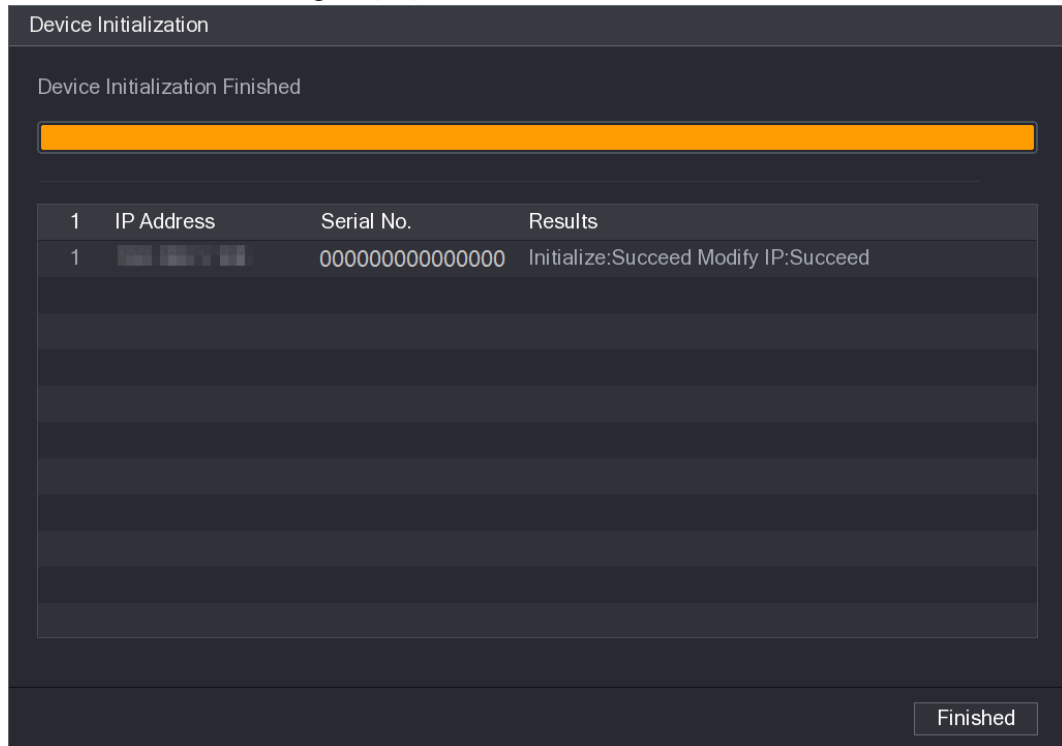 Device Initialization
Device Initialization Finished
1 IP Address Serial No. Results
1 000000000000000 Initialize:Succeed Modify IP:Succeed
Finished